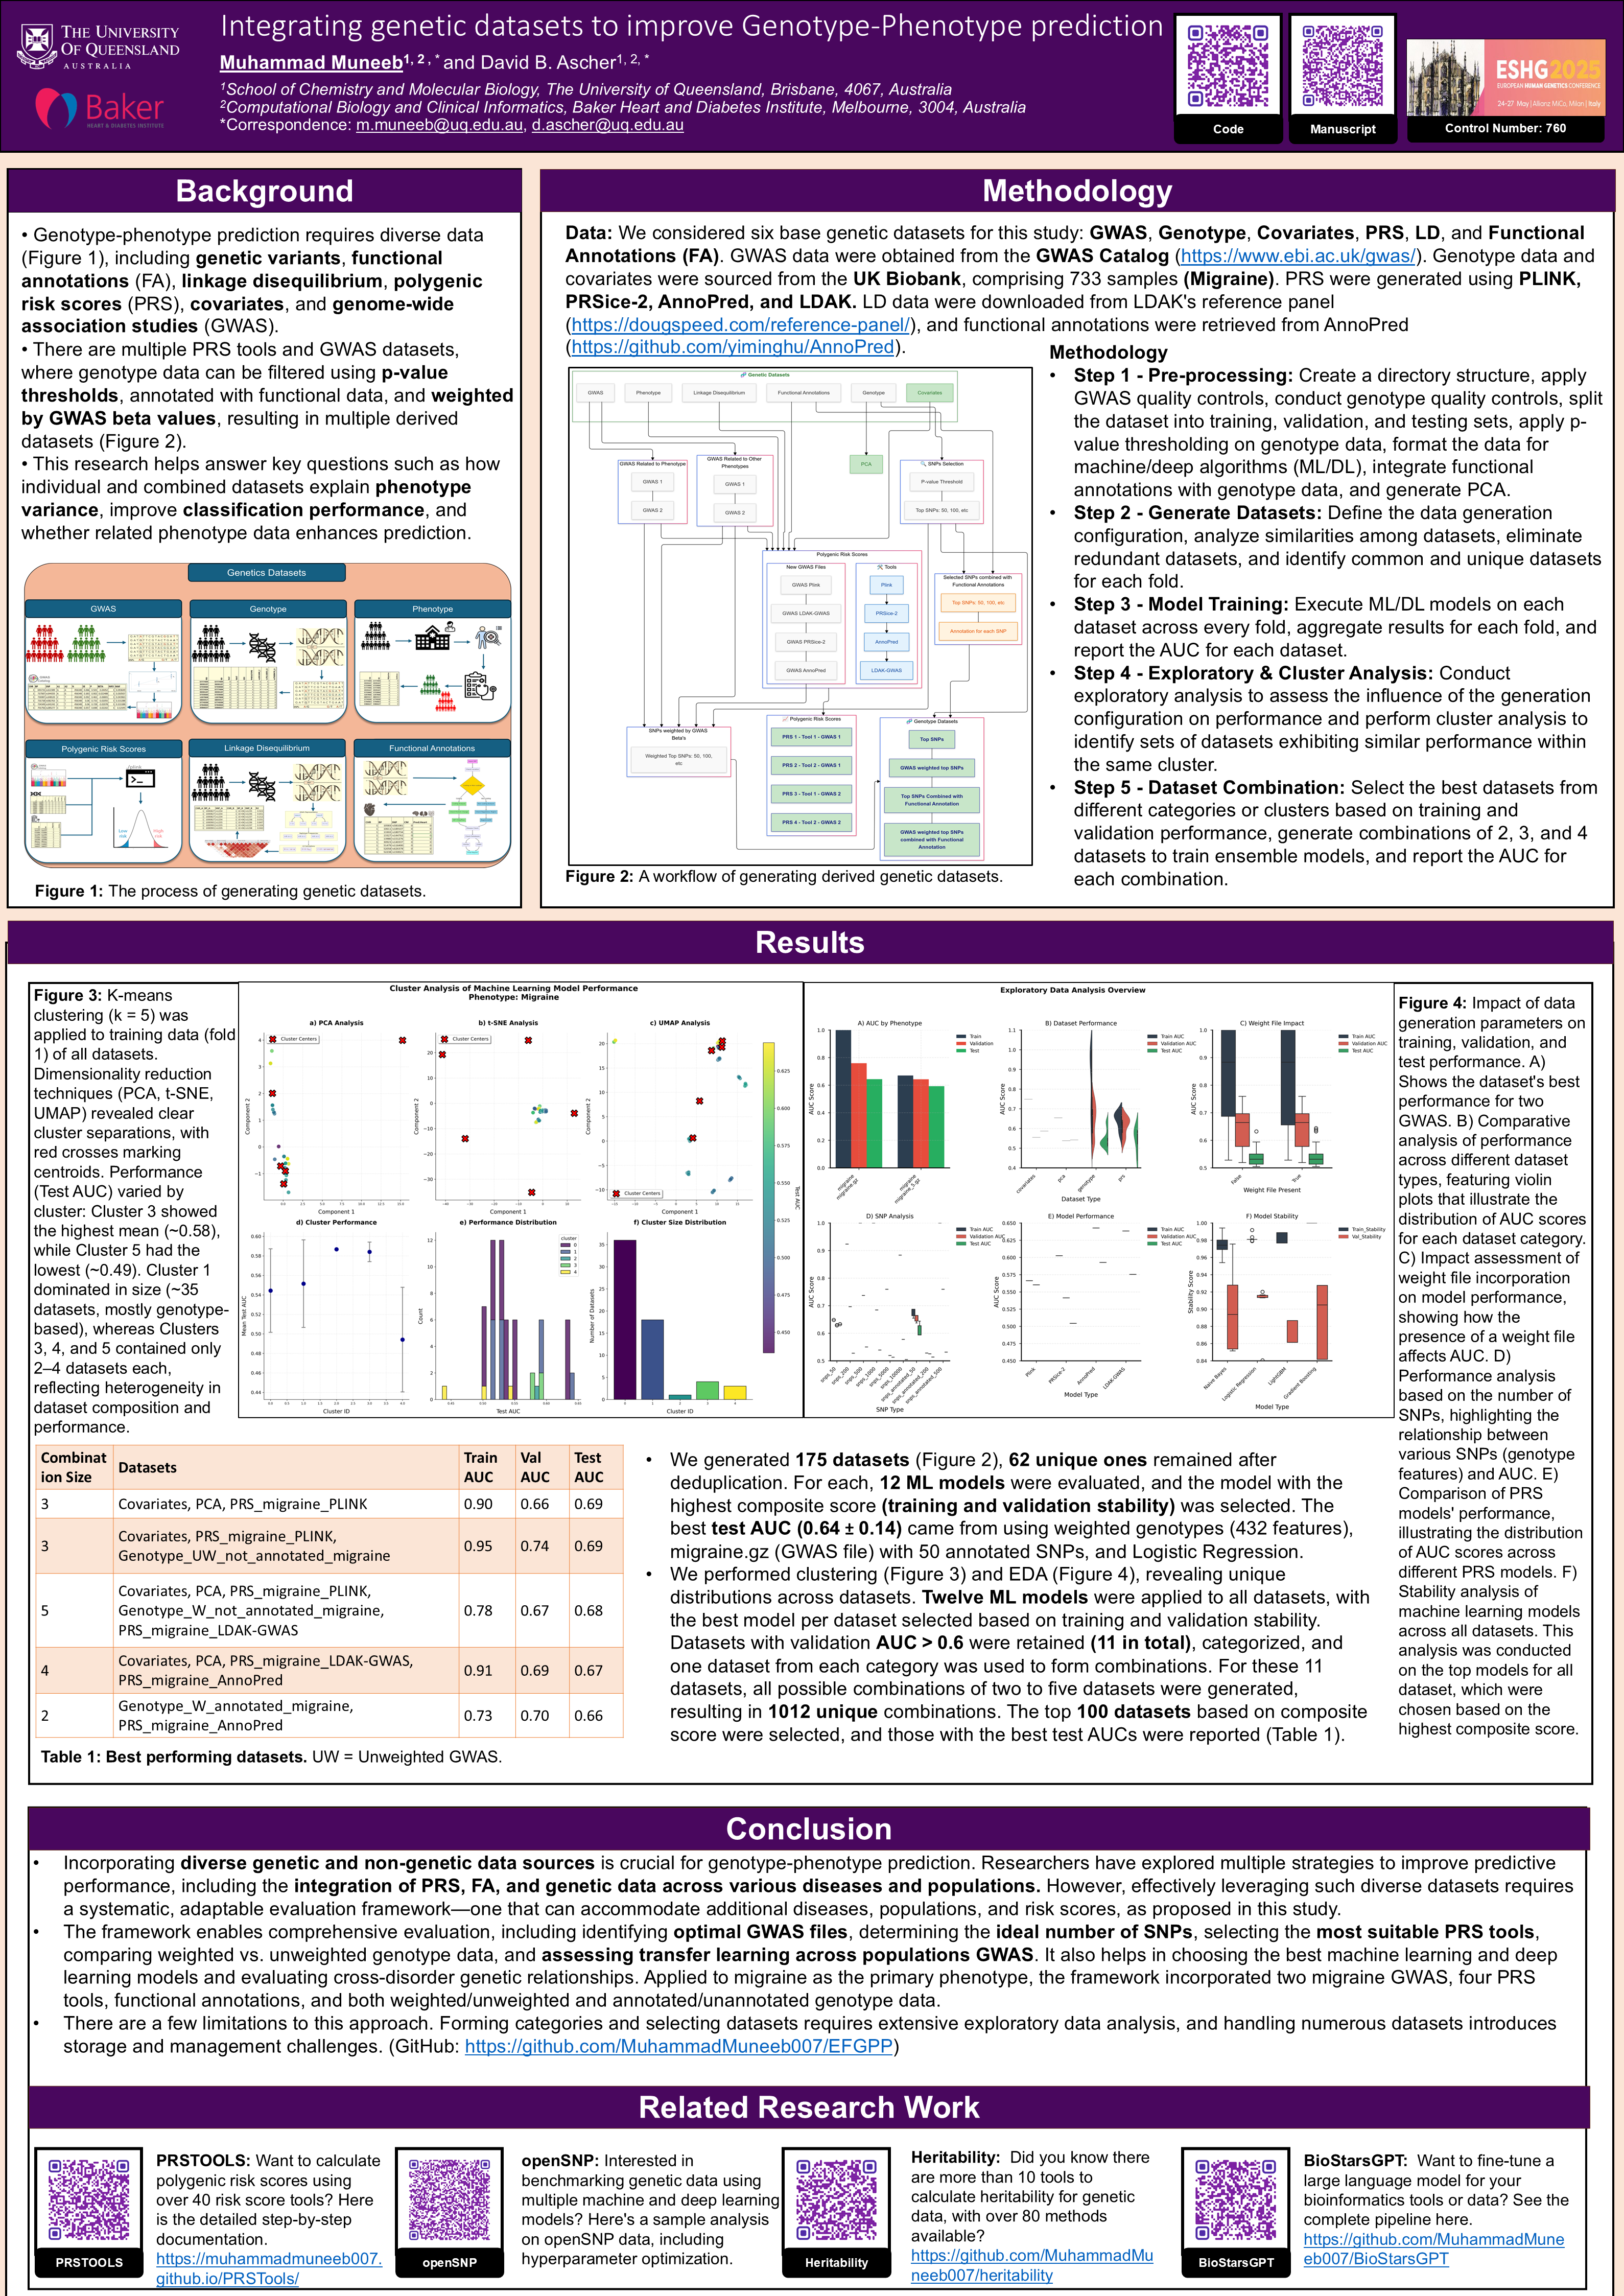 THE UNIVERSITY
OF QUEENSLAND
AUSTRALIA
Baker
HEART & DIABETES INSTITUTE
Integrating genetic datasets to improve Genotype-Phenotype prediction
Muhammad Muneeb1, 2, * and David B. Ascher1, 2, *
1School of Chemistry and Molecular Biology, The University of Queensland, Brisbane, 4067, Australia
2Computational Biology and Clinical Informatics, Baker Heart and Diabetes Institute, Melbourne, 3004, Australia
*Correspondence: m.muneeb@uq.edu.au, d.ascher@uq.edu.au
Code
Manuscript
ESHG2025
EUROPEAN HUMAN GENETICS CONFERENCE
24-27 May | Allianz MiCo, Milan | Italy
Control Number: 760
Background
• Genotype-phenotype prediction requires diverse data
(Figure 1), including genetic variants, functional
annotations (FA), linkage disequilibrium, polygenic
risk scores (PRS), covariates, and genome-wide
association studies (GWAS).
• There are multiple PRS tools and GWAS datasets,
where genotype data can be filtered using p-value
thresholds, annotated with functional data, and weighted
by GWAS beta values, resulting in multiple derived
datasets (Figure 2).
• This research helps answer key questions such as how
individual and combined datasets explain phenotype
variance, improve classification performance, and
whether related phenotype data enhances prediction.
Genetics Datasets
GWAS
Genotype
Phenotype
Polygenic Risk Scores
Linkage Disequilibrium
Functional Annotations
Low risk
High risk
Figure 1: The process of generating genetic datasets.
Methodology
Data: We considered six base genetic datasets for this study: GWAS, Genotype, Covariates, PRS, LD, and Functional
Annotations (FA). GWAS data were obtained from the GWAS Catalog (https://www.ebi.ac.uk/gwas/). Genotype data and
covariates were sourced from the UK Biobank, comprising 733 samples (Migraine). PRS were generated using PLINK,
PRSice-2, AnnoPred, and LDAK. LD data were downloaded from LDAK's reference panel
(https://dougspeed.com/reference-panel/), and functional annotations were retrieved from AnnoPred
(https://github.com/yiminghu/AnnoPred).
Genetic Datasets
GWAS
Phenotype
Linkage Disequilibrium
Functional Annotations
Genotype
Covariates
GWAS Related to Phenotype
GWAS 1
GWAS 2
GWAS Related to Other
Phenotypes
GWAS 1
GWAS 2
PCA
SNPs Selection
P-value Threshold
Top SNPs: 50, 100, etc
Polygenic Risk Scores
New GWAS Files
GWAS Plink
GWAS LDAK-GWAS
GWAS PRSice-2
GWAS AnnoPred
Tools
Plink
PRSice-2
AnnoPred
LDAK-GWAS
Selected SNPs combined with
Functional Annotations
Top SNPs: 50, 100, etc
Annotation for each SNP
SNPs weighted by GWAS
Beta's
Weighted Top SNPs: 50, 100,
etc
Polygenic Risk Scores
PRS 1 - Tool 1 - GWAS 1
PRS 2 - Tool 2 - GWAS 1
PRS 3 - Tool 1 - GWAS 2
PRS 4 - Tool 2 - GWAS 2
Genotype Datasets
Top SNPs
GWAS weighted top SNPs
Top SNPs Combined with
Functional Annotation
GWAS weighted top SNPs
combined with Functional
Annotation
Figure 2: A workflow of generating derived genetic datasets.
Methodology
• Step 1 - Pre-processing: Create a directory structure, apply
GWAS quality controls, conduct genotype quality controls, split
the dataset into training, validation, and testing sets, apply p-
value thresholding on genotype data, format the data for
machine/deep algorithms (ML/DL), integrate functional
annotations with genotype data, and generate PCA.
• Step 2 - Generate Datasets: Define the data generation
configuration, analyze similarities among datasets, eliminate
redundant datasets, and identify common and unique datasets
for each fold.
• Step 3 - Model Training: Execute ML/DL models on each
dataset across every fold, aggregate results for each fold, and
report the AUC for each dataset.
• Step 4 - Exploratory & Cluster Analysis: Conduct
exploratory analysis to assess the influence of the generation
configuration on performance and perform cluster analysis to
identify sets of datasets exhibiting similar performance within
the same cluster.
• Step 5 - Dataset Combination: Select the best datasets from
different categories or clusters based on training and
validation performance, generate combinations of 2, 3, and 4
datasets to train ensemble models, and report the AUC for
each combination.
Results
Figure 3: K-means
clustering (k = 5) was
applied to training data (fold
1) of all datasets.
Dimensionality reduction
techniques (PCA, t-SNE,
UMAP) revealed clear
cluster separations, with
red crosses marking
centroids. Performance
(Test AUC) varied by
cluster: Cluster 3 showed
the highest mean (~0.58),
while Cluster 5 had the
lowest (~0.49). Cluster 1
dominated in size (~35
datasets, mostly genotype-
based), whereas Clusters
3, 4, and 5 contained only
2–4 datasets each,
reflecting heterogeneity in
dataset composition and
performance.
Cluster Analysis of Machine Learning Model Performance
Phenotype: Migraine
a) PCA Analysis
b) t-SNE Analysis
c) UMAP Analysis
Cluster Centers
Component 1
Component 2
Test AUC
d) Cluster Performance
e) Performance Distribution
f) Cluster Size Distribution
Mean Test AUC
Cluster ID
Count
Test AUC
Number of Datasets
Cluster ID
Exploratory Data Analysis Overview
A) AUC by Phenotype
B) Dataset Performance
C) Weight File Impact
Train
Validation
Test
Train AUC
Validation AUC
Test AUC
AUC Score
Dataset Type
Weight File Present
D) SNP Analysis
E) Model Performance
F) Model Stability
Train_Stability
Val_Stability
SNP Type
Model Type
Stability Score
Model Type
Figure 4: Impact of data
generation parameters on
training, validation, and
test performance. A)
Shows the dataset's best
performance for two
GWAS. B) Comparative
analysis of performance
across different dataset
types, featuring violin
plots that illustrate the
distribution of AUC scores
for each dataset category.
C) Impact assessment of
weight file incorporation
on model performance,
showing how the
presence of a weight file
affects AUC. D)
Performance analysis
based on the number of
SNPs, highlighting the
relationship between
various SNPs (genotype
features) and AUC. E)
Comparison of PRS
models' performance,
illustrating the distribution
of AUC scores across
different PRS models. F)
Stability analysis of
machine learning models
across all datasets. This
analysis was conducted
on the top models for all
dataset, which were
chosen based on the
highest composite score.
Combinat ion Size Datasets Train AUC Val AUC Test AUC
3 Covariates, PCA, PRS_migraine_PLINK 0.90 0.66 0.69
3 Covariates, PRS_migraine_PLINK, Genotype_UW_not_annotated_migraine 0.95 0.74 0.69
5 Covariates, PCA, PRS_migraine_PLINK, Genotype_W_not_annotated_migraine, PRS_migraine_LDAK-GWAS 0.78 0.67 0.68
4 Covariates, PCA, PRS_migraine_LDAK-GWAS, PRS_migraine_AnnoPred 0.91 0.69 0.67
2 Genotype_W_annotated_migraine, PRS_migraine_AnnoPred 0.73 0.70 0.66
Table 1: Best performing datasets. UW = Unweighted GWAS.
• We generated 175 datasets (Figure 2), 62 unique ones remained after
deduplication. For each, 12 ML models were evaluated, and the model with the
highest composite score (training and validation stability) was selected. The
best test AUC (0.64 ± 0.14) came from using weighted genotypes (432 features),
migraine.gz (GWAS file) with 50 annotated SNPs, and Logistic Regression.
• We performed clustering (Figure 3) and EDA (Figure 4), revealing unique
distributions across datasets. Twelve ML models were applied to all datasets, with
the best model per dataset selected based on training and validation stability.
Datasets with validation AUC > 0.6 were retained (11 in total), categorized, and
one dataset from each category was used to form combinations. For these 11
datasets, all possible combinations of two to five datasets were generated,
resulting in 1012 unique combinations. The top 100 datasets based on composite
score were selected, and those with the best test AUCs were reported (Table 1).
Conclusion
• Incorporating diverse genetic and non-genetic data sources is crucial for genotype-phenotype prediction. Researchers have explored multiple strategies to improve predictive
performance, including the integration of PRS, FA, and genetic data across various diseases and populations. However, effectively leveraging such diverse datasets requires
a systematic, adaptable evaluation framework—one that can accommodate additional diseases, populations, and risk scores, as proposed in this study.
• The framework enables comprehensive evaluation, including identifying optimal GWAS files, determining the ideal number of SNPs, selecting the most suitable PRS tools,
comparing weighted vs. unweighted genotype data, and assessing transfer learning across populations GWAS. It also helps in choosing the best machine learning and deep
learning models and evaluating cross-disorder genetic relationships. Applied to migraine as the primary phenotype, the framework incorporated two migraine GWAS, four PRS
tools, functional annotations, and both weighted/unweighted and annotated/unannotated genotype data.
• There are a few limitations to this approach. Forming categories and selecting datasets requires extensive exploratory data analysis, and handling numerous datasets introduces
storage and management challenges. (GitHub: https://github.com/MuhammadMuneeb007/EFGPP)
Related Research Work
PRSTOOLS
PRSTOOLS: Want to calculate
polygenic risk scores using
over 40 risk score tools? Here
is the detailed step-by-step
documentation.
https://muhammadmuneeb007.
github.io/PRSTools/
openSNP
openSNP: Interested in
benchmarking genetic data using
multiple machine and deep learning
models? Here's a sample analysis
on openSNP data, including
hyperparameter optimization.
Heritability
Heritability: Did you know there
are more than 10 tools to
calculate heritability for genetic
data, with over 80 methods
available?
https://github.com/MuhammadMu
neeb007/heritability
BioStarsGPT
BioStarsGPT: Want to fine-tune a
large language model for your
bioinformatics tools or data? See the
complete pipeline here.
https://github.com/MuhammadMune
eb007/BioStarsGPT